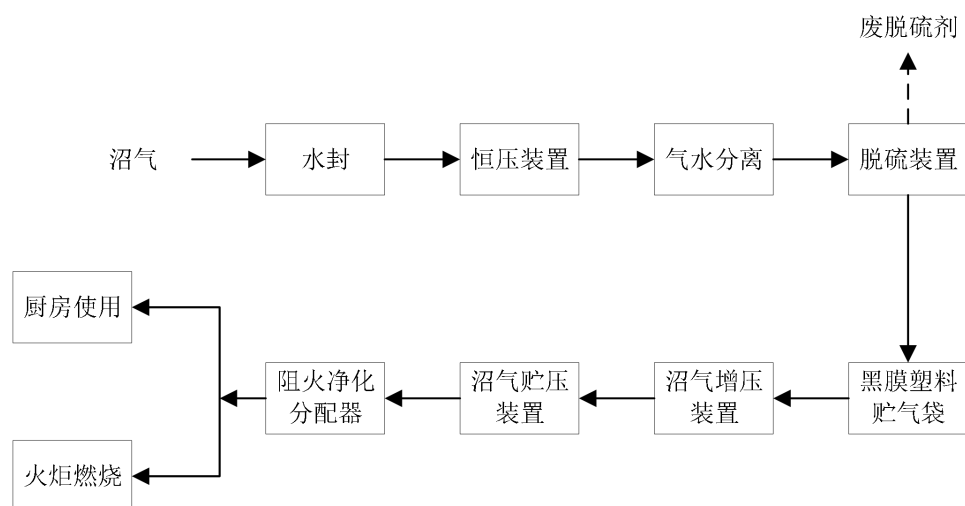 废脱硫剂
沼气
水封
恒压装置
气水分离
脱硫装置
厨房使用
阻火净化
分配器
沼气贮压
装置
沼气增压
装置
黑膜塑料
贮气袋
火炬燃烧